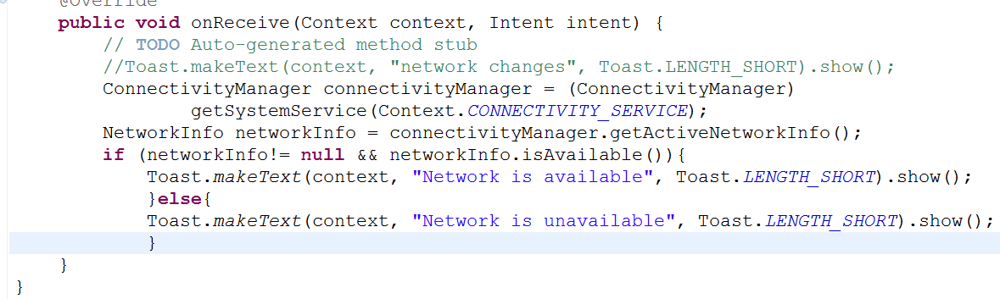 @Override
public void onReceive(Context context, Intent intent) {
// TODO Auto-generated method stub
//Toast.makeText(context, "network changes", Toast.LENGTH_SHORT).show();
ConnectivityManager connectivityManager = (ConnectivityManager)
getSystemService(Context.CONNECTIVITY_SERVICE);
NetworkInfo networkInfo = connectivityManager.getActiveNetworkInfo();
if (networkInfo!= null && networkInfo.isAvailable()){
Toast.makeText(context, "Network is available", Toast.LENGTH_SHORT).show();
}else{
Toast.makeText(context, "Network is unavailable", Toast.LENGTH_SHORT).show();
}
}
}